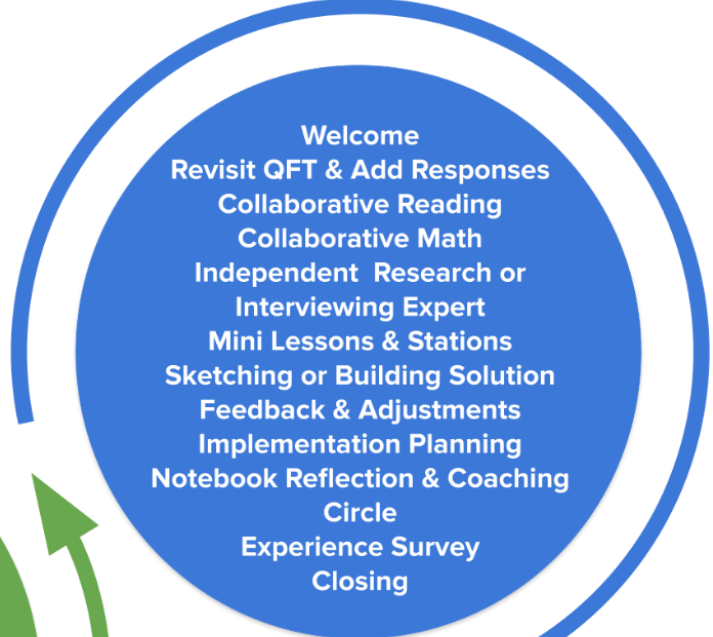 Welcome
Revisit QFT & Add Responses
Collaborative Reading
Collaborative Math
Independent Research or
Interviewing Expert
Mini Lessons & Stations
Sketching or Building Solution
Feedback & Adjustments
Implementation Planning
Notebook Reflection & Coaching
Circle
Experience Survey
Closing